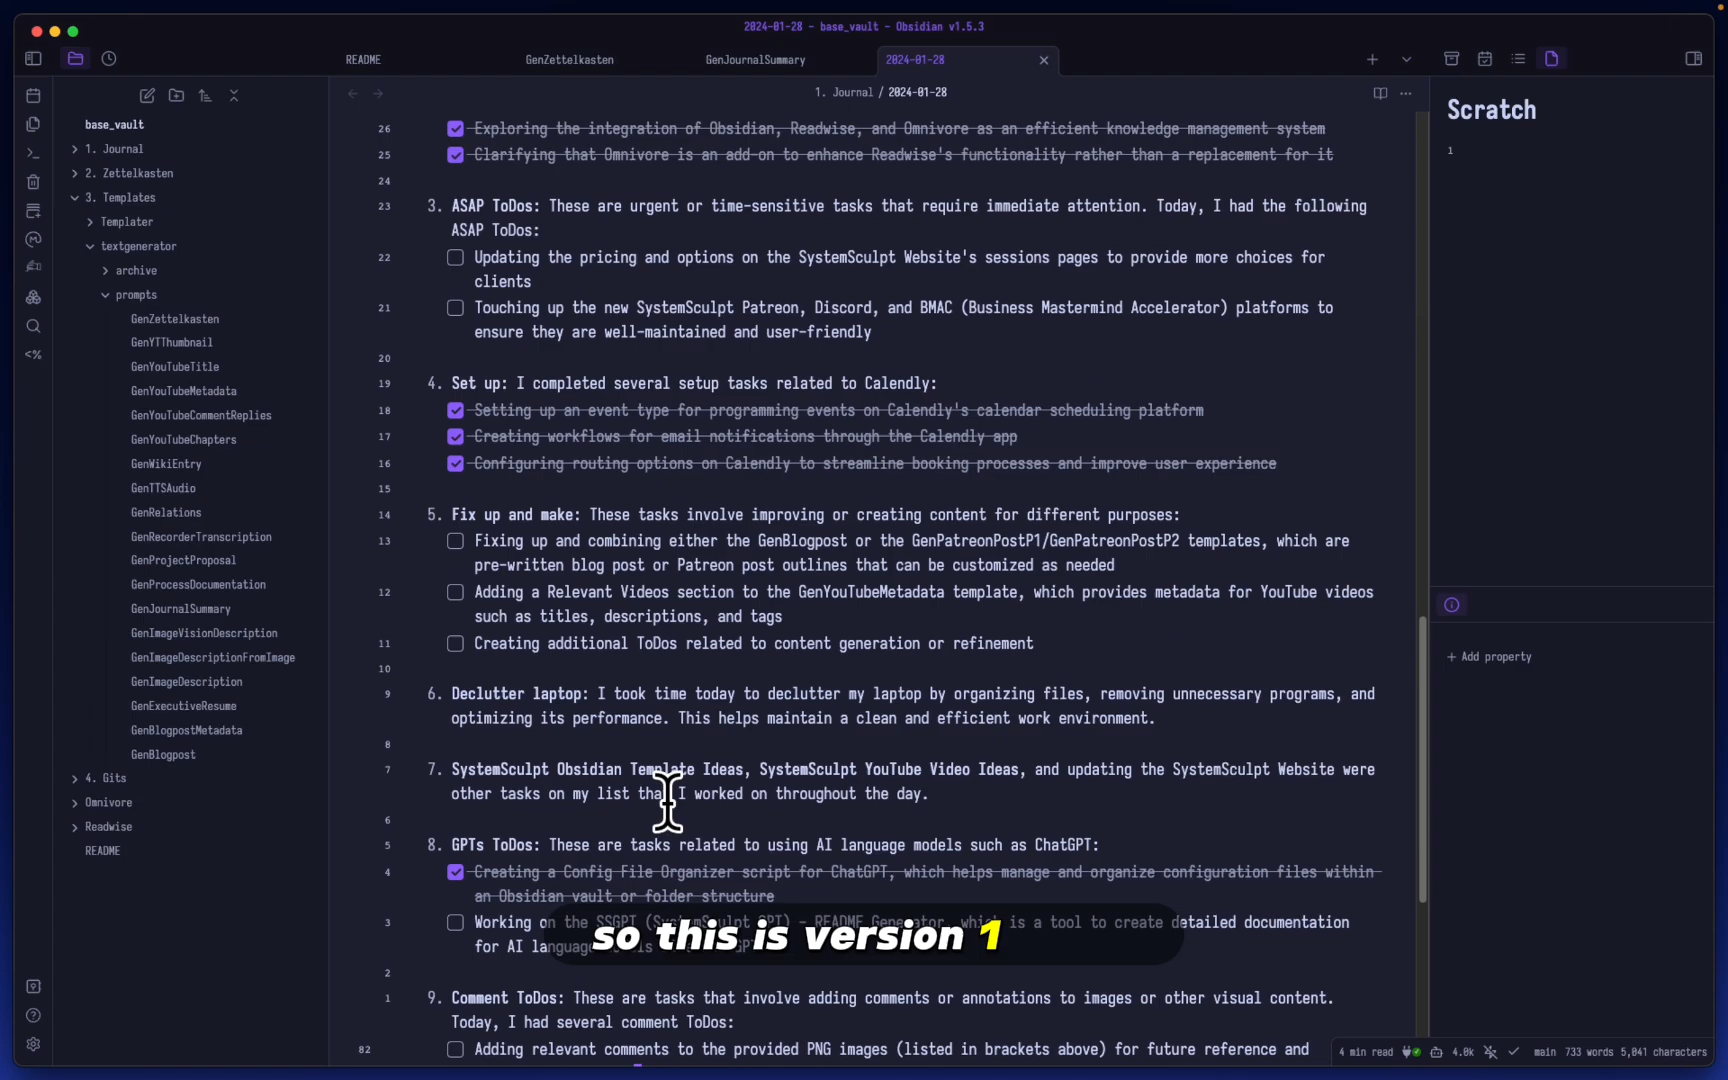 2024-01-28 - base_vault - Obsidian v1.5.3
README
GenZettelkasten
GenJournalSummary
2024-01-28
1. Journal / 2024-01-28
base_vault
1. Journal
2. Zettelkasten
3. Templates
Templater
textgenerator
archive
prompts
GenZettelkasten
GenYTThumbnail
GenYouTubeTitle
GenYouTubeMetadata
GenYouTubeCommentReplies
GenYouTubeChapters
GenWikiEntry
GenTTSAudio
GenRelations
GenRecorderTranscription
GenProjectProposal
GenProcessDocumentation
GenJournalSummary
GenImageVisionDescription
GenImageDescriptionFromImage
GenImageDescription
GenExecutiveResume
GenBlogpostMetadata
GenBlogpost
4. Gits
Omnivore
Readwise
README
26 Exploring the integration of Obsidian, Readwise, and Omnivore as an efficient knowledge management system
25 Clarifying that Omnivore is an add-on to enhance Readwise's functionality rather than a replacement for it
24
23 3. ASAP ToDos: These are urgent or time-sensitive tasks that require immediate attention. Today, I had the following
ASAP ToDos:
22 Updating the pricing and options on the SystemSculpt Website's sessions pages to provide more choices for
clients
21 Touching up the new SystemSculpt Patreon, Discord, and BMAC (Business Mastermind Accelerator) platforms to
ensure they are well-maintained and user-friendly
20
19 4. Set up: I completed several setup tasks related to Calendly:
18 Setting up an event type for programming events on Calendly's calendar scheduling platform
17 Creating workflows for email notifications through the Calendly app
16 Configuring routing options on Calendly to streamline booking processes and improve user experience
15
14 5. Fix up and make: These tasks involve improving or creating content for different purposes:
13 Fixing up and combining either the GenBlogpost or the GenPatreonPostP1/GenPatreonPostP2 templates, which are
pre-written blog post or Patreon post outlines that can be customized as needed
12 Adding a Relevant Videos section to the GenYouTubeMetadata template, which provides metadata for YouTube videos
such as titles, descriptions, and tags
11 Creating additional ToDos related to content generation or refinement
10
9 6. Declutter laptop: I took time today to declutter my laptop by organizing files, removing unnecessary programs, and
optimizing its performance. This helps maintain a clean and efficient work environment.
8
7 7. SystemSculpt Obsidian Template Ideas, SystemSculpt YouTube Video Ideas, and updating the SystemSculpt Website were
other tasks on my list that I worked on throughout the day.
6
5 8. GPTs ToDos: These are tasks related to using AI language models such as ChatGPT:
4 Creating a Config File Organizer script for ChatGPT, which helps manage and organize configuration files within
an Obsidian vault or folder structure
3 Working on the SSGPI (SystemSculpt GPI) - README Generator, which is a tool to create detailed documentation
for AI
so this is version 1
2
1 9. Comment ToDos: These are tasks that involve adding comments or annotations to images or other visual content.
Today, I had several comment ToDos:
82 Adding relevant comments to the provided PNG images (listed in brackets above) for future reference and
Scratch
1
+ Add property
4 min read 4.0k main 733 words 5,041 characters